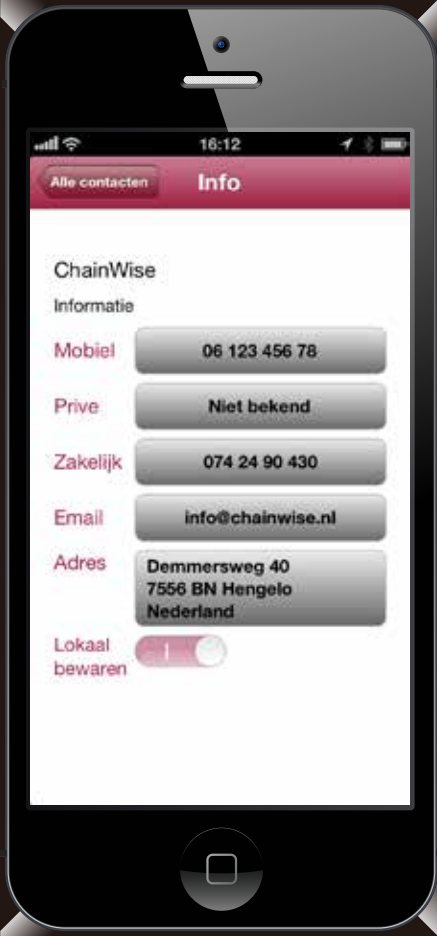 16:12
Alle contacten
Info
ChainWise
Informatie
Mobiel 06 123 456 78
Prive Niet bekend
Zakelijk 074 24 90 430
Email info@chainwise.nl
Adres Demmersweg 40
7556 BN Hengelo
Nederland
Lokaal
bewaren